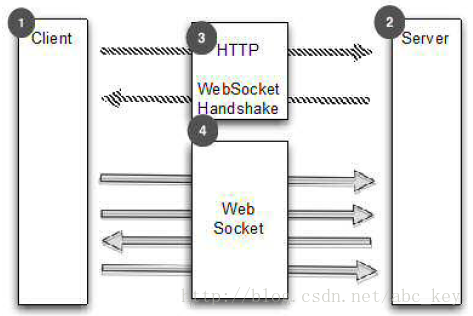 1
Client
3
HTTP
WebSocket
Handshake
2
Server
4
Web
Socket
http://blog.csdn.net/abc_key